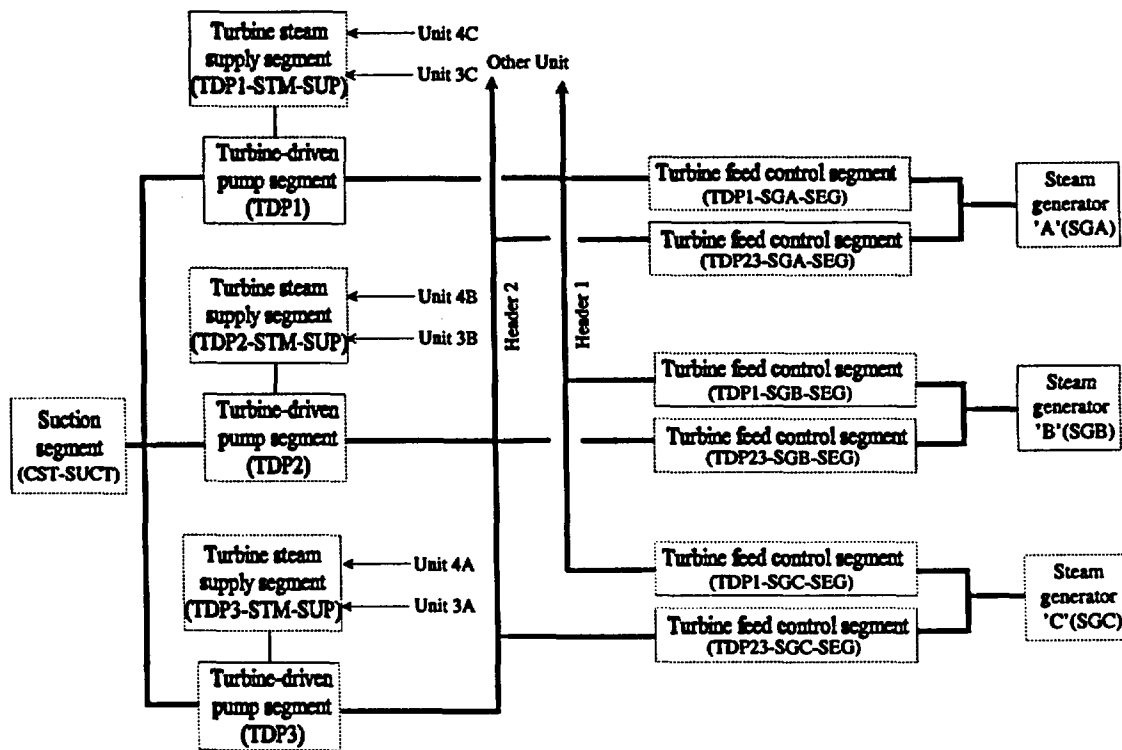 Turbine steam
supply segment
(TDP1-STM-SUP)
Unit 4C
Unit 3C
Other Unit
Turbine-driven
pump segment
(TDP1)
Turbine feed control segment
(TDP1-SGA-SEG)
Turbine feed control segment
(TDP23-SGA-SEG)
Steam
generator
'A'(SGA)
Turbine steam
supply segment
(TDP2-STM-SUP)
Unit 4B
Unit 3B
Header 2
Header 1
Suction
segment
(CST-SUCT)
Turbine-driven
pump segment
(TDP2)
Turbine feed control segment
(TDP1-SGB-SEG)
Turbine feed control segment
(TDP23-SGB-SEG)
Steam
generator
'B'(SGB)
Turbine steam
supply segment
(TDP3-STM-SUP)
Unit 4A
Unit 3A
Turbine-driven
pump segment
(TDP3)
Turbine feed control segment
(TDP1-SGC-SEG)
Turbine feed control segment
(TDP23-SGC-SEG)
Steam
generator
'C'(SGC)